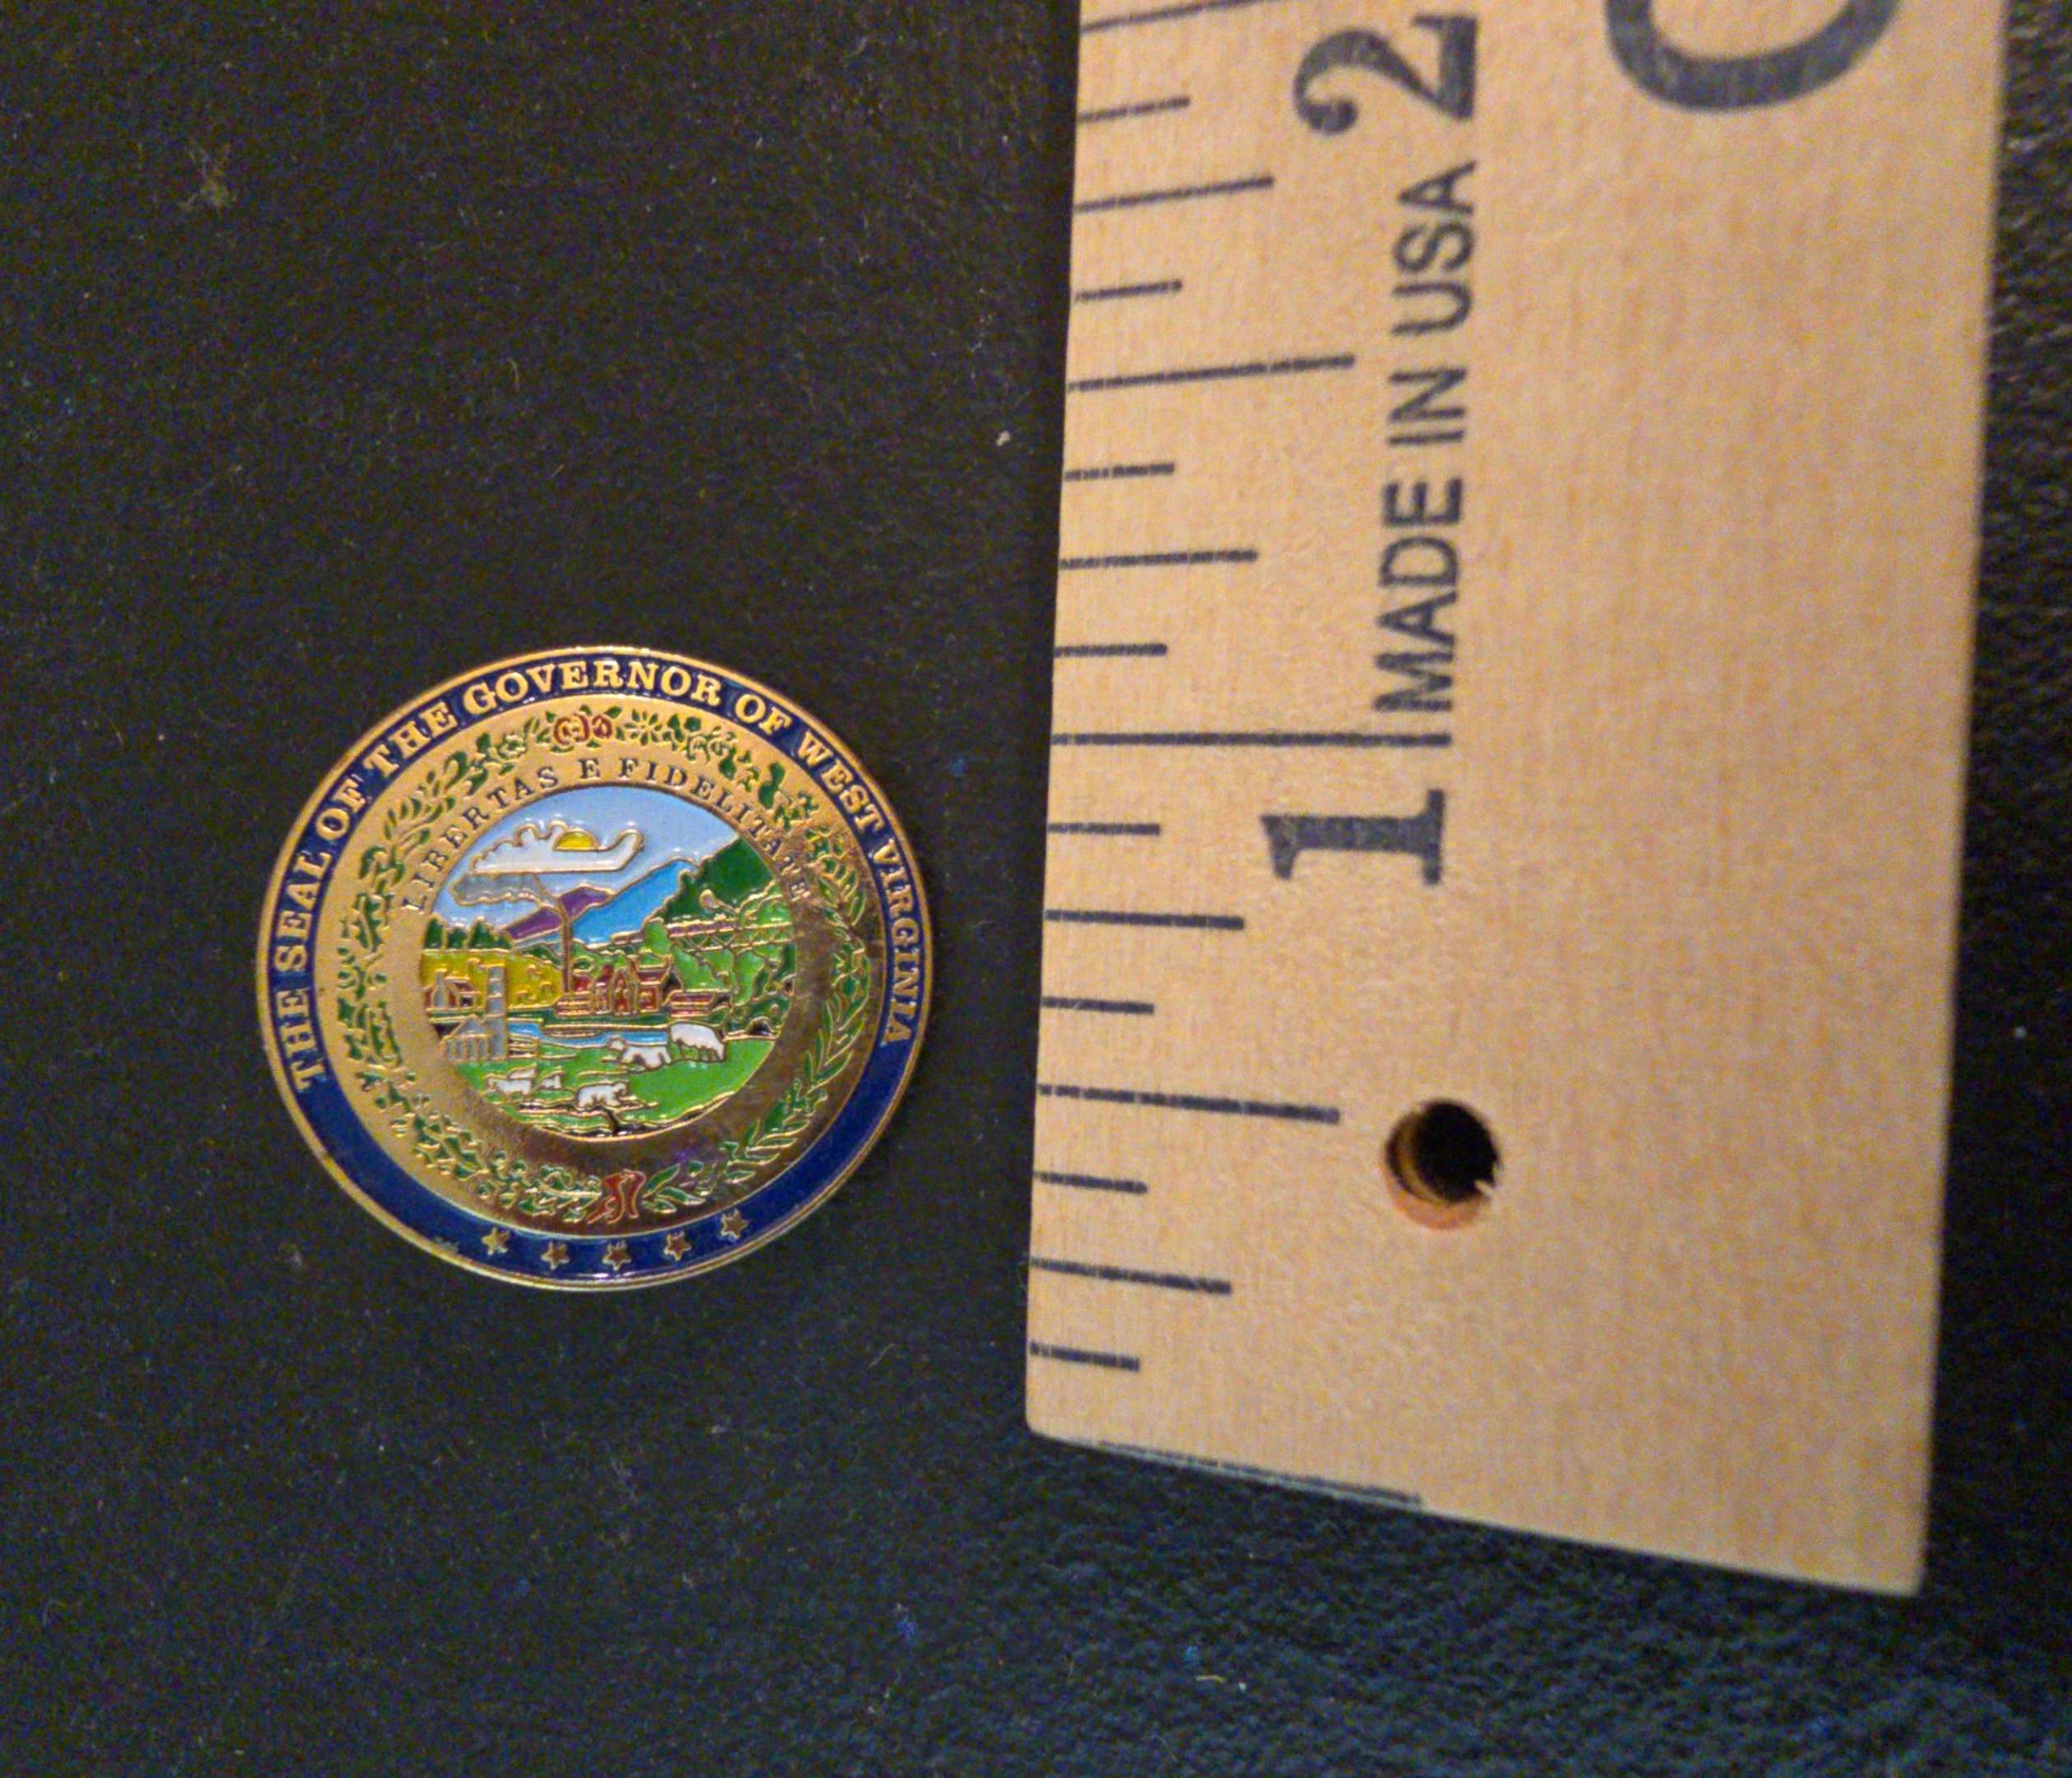 THE SEAL OF THE GOVERNOR OF WEST VIRGINIA
LIBERTAS E FIDELITATE
1
MADE IN USA
2